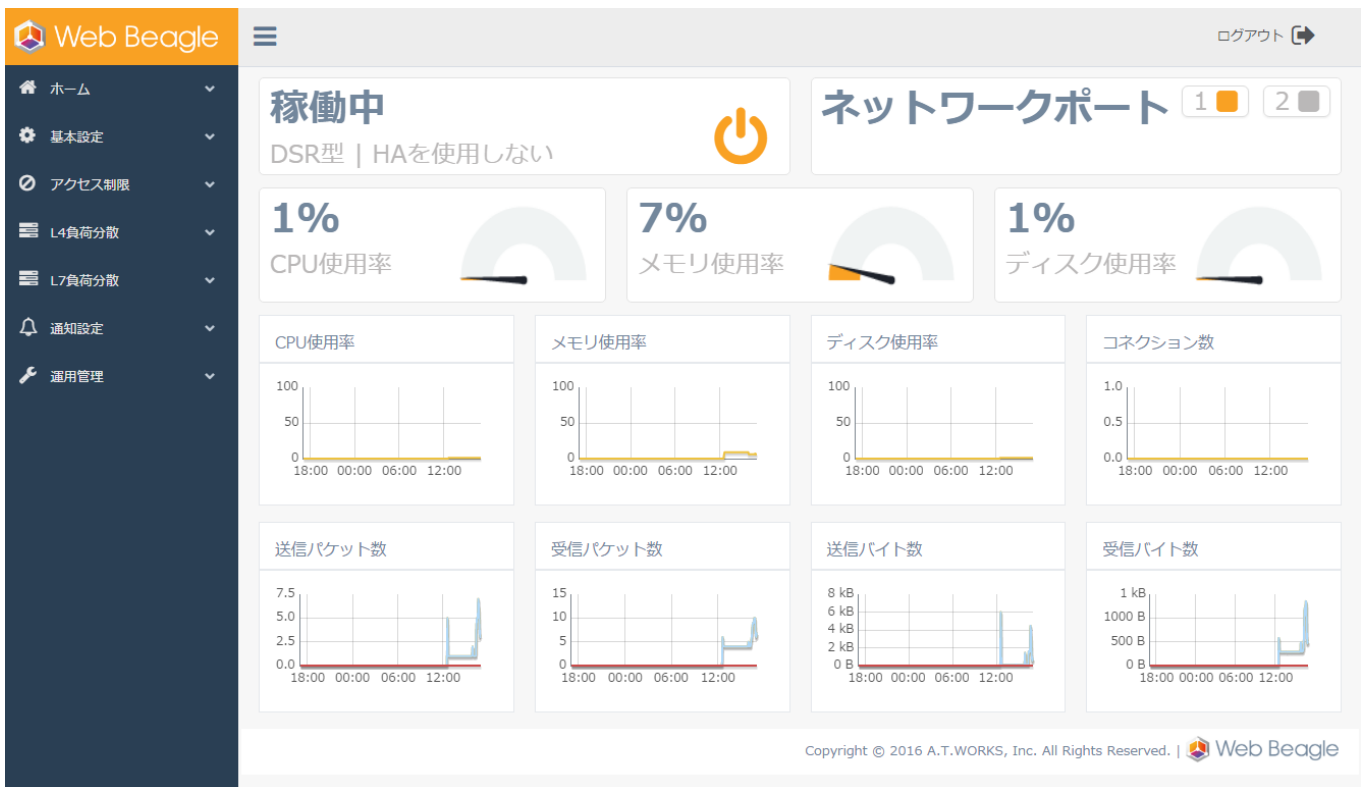 Web Beagle
ログアウト
ホーム
基本設定
アクセス制限
L4負荷分散
L7負荷分散
通知設定
運用管理
稼働中
DSR型 | HAを使用しない
ネットワークポート 1 2
1%
CPU使用率
7%
メモリ使用率
1%
ディスク使用率
CPU使用率
100
50
0
18:00 00:00 06:00 12:00
メモリ使用率
100
50
0
18:00 00:00 06:00 12:00
ディスク使用率
100
50
0
18:00 00:00 06:00 12:00
コネクション数
1.0
0.5
0.0
18:00 00:00 06:00 12:00
送信パケット数
7.5
5.0
2.5
0.0
18:00 00:00 06:00 12:00
受信パケット数
15
10
5
0
18:00 00:00 06:00 12:00
送信バイト数
8 kB
6 kB
4 kB
2 kB
0 B
18:00 00:00 06:00 12:00
受信バイト数
1 kB
1000 B
500 B
0 B
18:00 00:00 06:00 12:00
Copyright © 2016 A.T.WORKS, Inc. All Rights Reserved. | Web Beagle